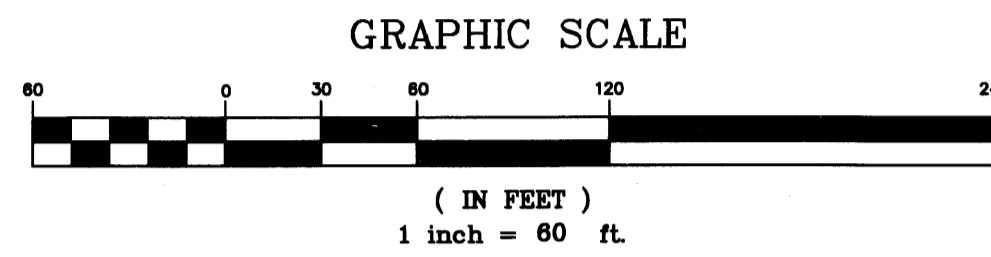 GRAPHIC SCALE
60 0 30 60 120
( IN FEET )
1 inch = 60 ft.